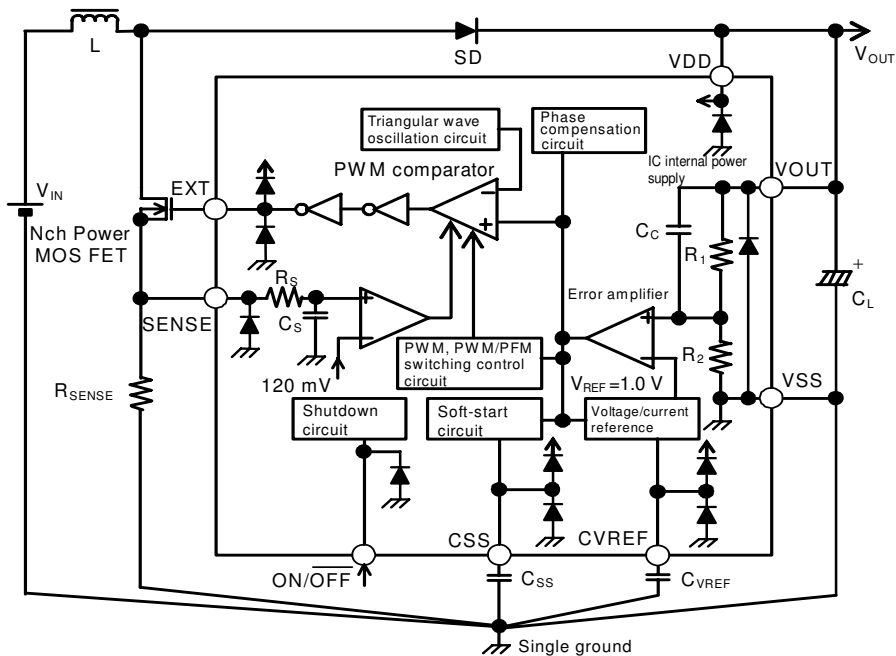 L
SD
VOUT
VDD
Triangular wave
oscillation circuit
Phase
compensation
circuit
PWM comparator
IC internal power
supply
VOUT
VIN
EXT
−
+
CC
R1
Nch Power
MOS FET
RS
+
CL
SENSE
CS
+
−
Error amplifier
+
−
R2
120 mV
PWM, PWM/PFM
switching control
circuit
VREF=1.0 V
VSS
RSENSE
Shutdown
circuit
Soft-start
circuit
Voltage/current
reference
CSS
CVREF
ON/OFF
CSS
CVREF
Single ground